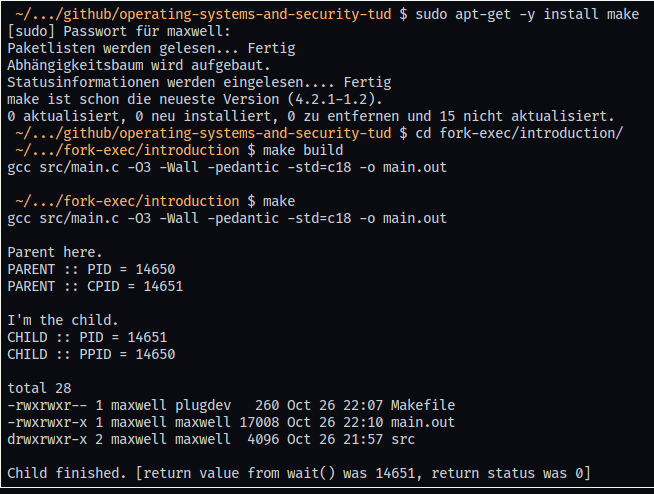 ~/.../github/operating-systems-and-security-tud $ sudo apt-get -y install make
[sudo] Passwort für maxwell:
Paketlisten werden gelesen... Fertig
Abhängigkeitsbaum wird aufgebaut.
Statusinformationen werden eingelesen.... Fertig
make ist schon die neueste Version (4.2.1-1.2).
0 aktualisiert, 0 neu installiert, 0 zu entfernen und 15 nicht aktualisiert.
~/.../github/operating-systems-and-security-tud $ cd fork-exec/introduction/
~/.../fork-exec/introduction $ make build
gcc src/main.c -O3 -Wall -pedantic -std=c18 -o main.out
~/.../fork-exec/introduction $ make
gcc src/main.c -O3 -Wall -pedantic -std=c18 -o main.out
Parent here.
PARENT :: PID = 14650
PARENT :: CPID = 14651
I'm the child.
CHILD :: PID = 14651
CHILD :: PPID = 14650
total 28
-rwxrwxr-- 1 maxwell plugdev   260 Oct 26 22:07 Makefile
-rwxrwxr-x 1 maxwell maxwell 17008 Oct 26 22:10 main.out
drwxrwxr-x 2 maxwell maxwell  4096 Oct 26 21:57 src
Child finished. [return value from wait() was 14651, return status was 0]